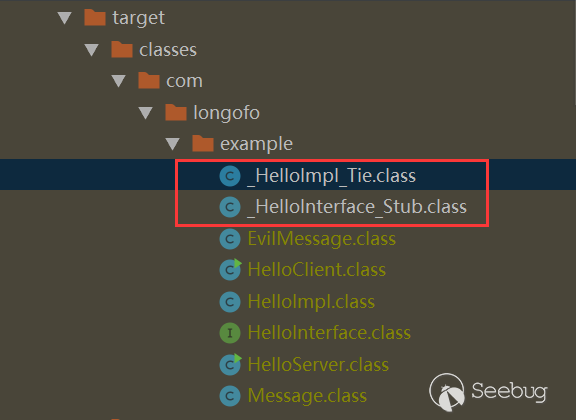 target
classes
com
longofo
example
_HelloImpl_Tie.class
_HelloInterface_Stub.class
EvilMessage.class
HelloClient.class
HelloImpl.class
HelloInterface.class
HelloServer.class
Message.class
Seebug